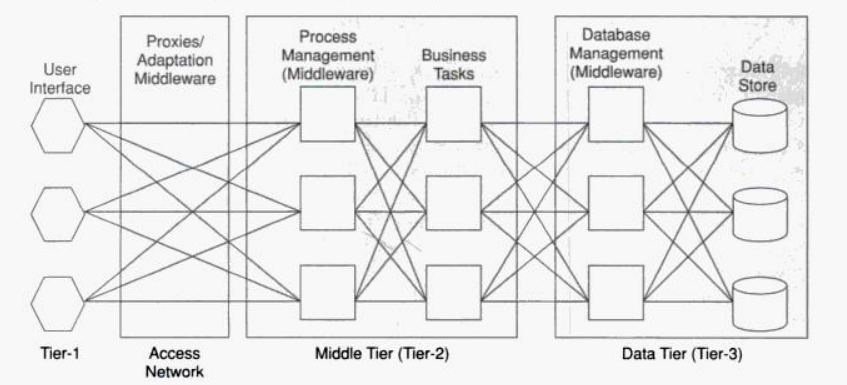 User
Interface
Proxies/
Adaptation
Middleware
Process
Management
(Middleware)
Business
Tasks
Database
Management
(Middleware)
Data
Store
Tier-1
Access
Network
Middle Tier (Tier-2)
Data Tier (Tier-3)